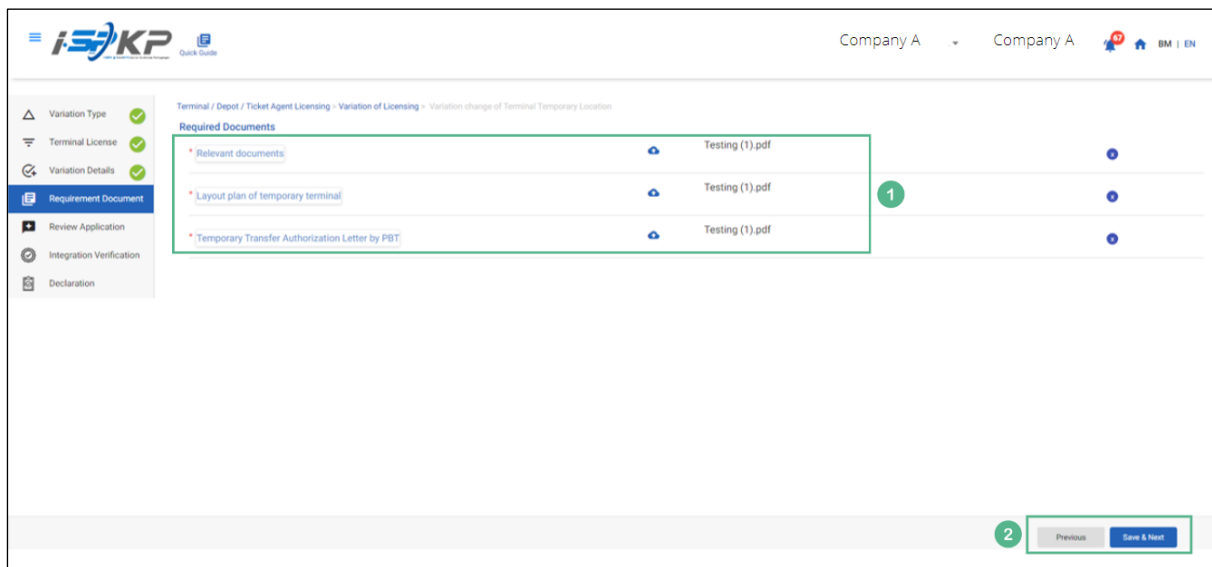 i-SPKP
Quick Guide
Company A
Company A
67
BM | EN
Variation Type
Terminal License
Variation Details
Requirement Document
Review Application
Integration Verification
Declaration
Terminal / Depot / Ticket Agent Licensing > Variation of Licensing > Variation change of Terminal Temporary Location
Required Documents
* Relevant documents
Testing (1).pdf
x
* Layout plan of temporary terminal
Testing (1).pdf
x
* Temporary Transfer Authorization Letter by PBT
Testing (1).pdf
x
1
2
Previous
Save & Next